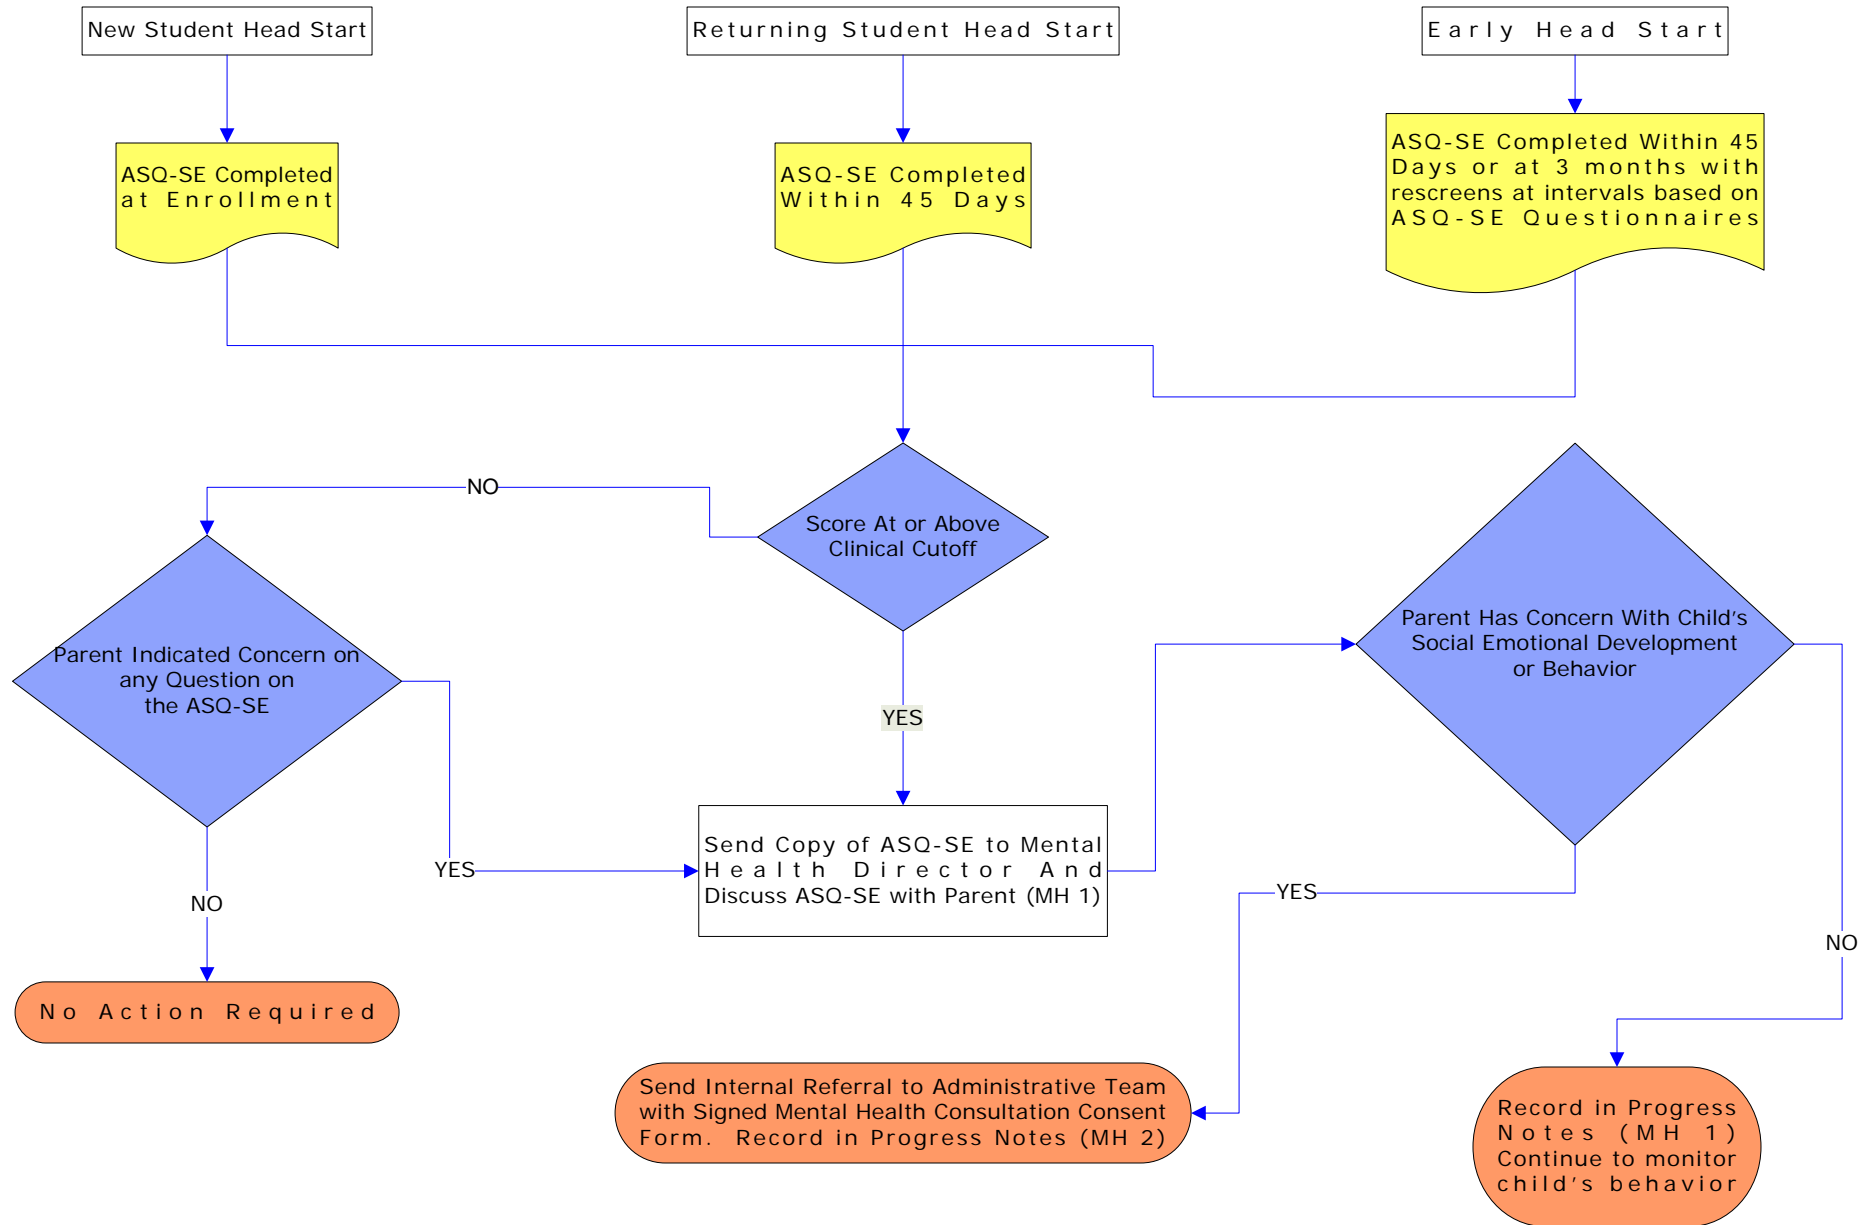 New Student Head Start
Returning Student Head Start
Early Head Start
ASQ-SE Completed
at Enrollment
ASQ-SE Completed
Within 45 Days
ASQ-SE Completed Within 45
Days or at 3 months with
rescreens at intervals based on
ASQ-SE Questionnaires
NO
Score At or Above
Clinical Cutoff
Parent Indicated Concern on
any Question on
the ASQ-SE
Parent Has Concern With Child's
Social Emotional Development
or Behavior
YES
Send Copy of ASQ-SE to Mental
Health Director And
Discuss ASQ-SE with Parent (MH 1)
YES
NO
YES
NO
No Action Required
Send Internal Referral to Administrative Team
with Signed Mental Health Consultation Consent
Form. Record in Progress Notes (MH 2)
Record in Progress
Notes (MH 1)
Continue to monitor
child's behavior